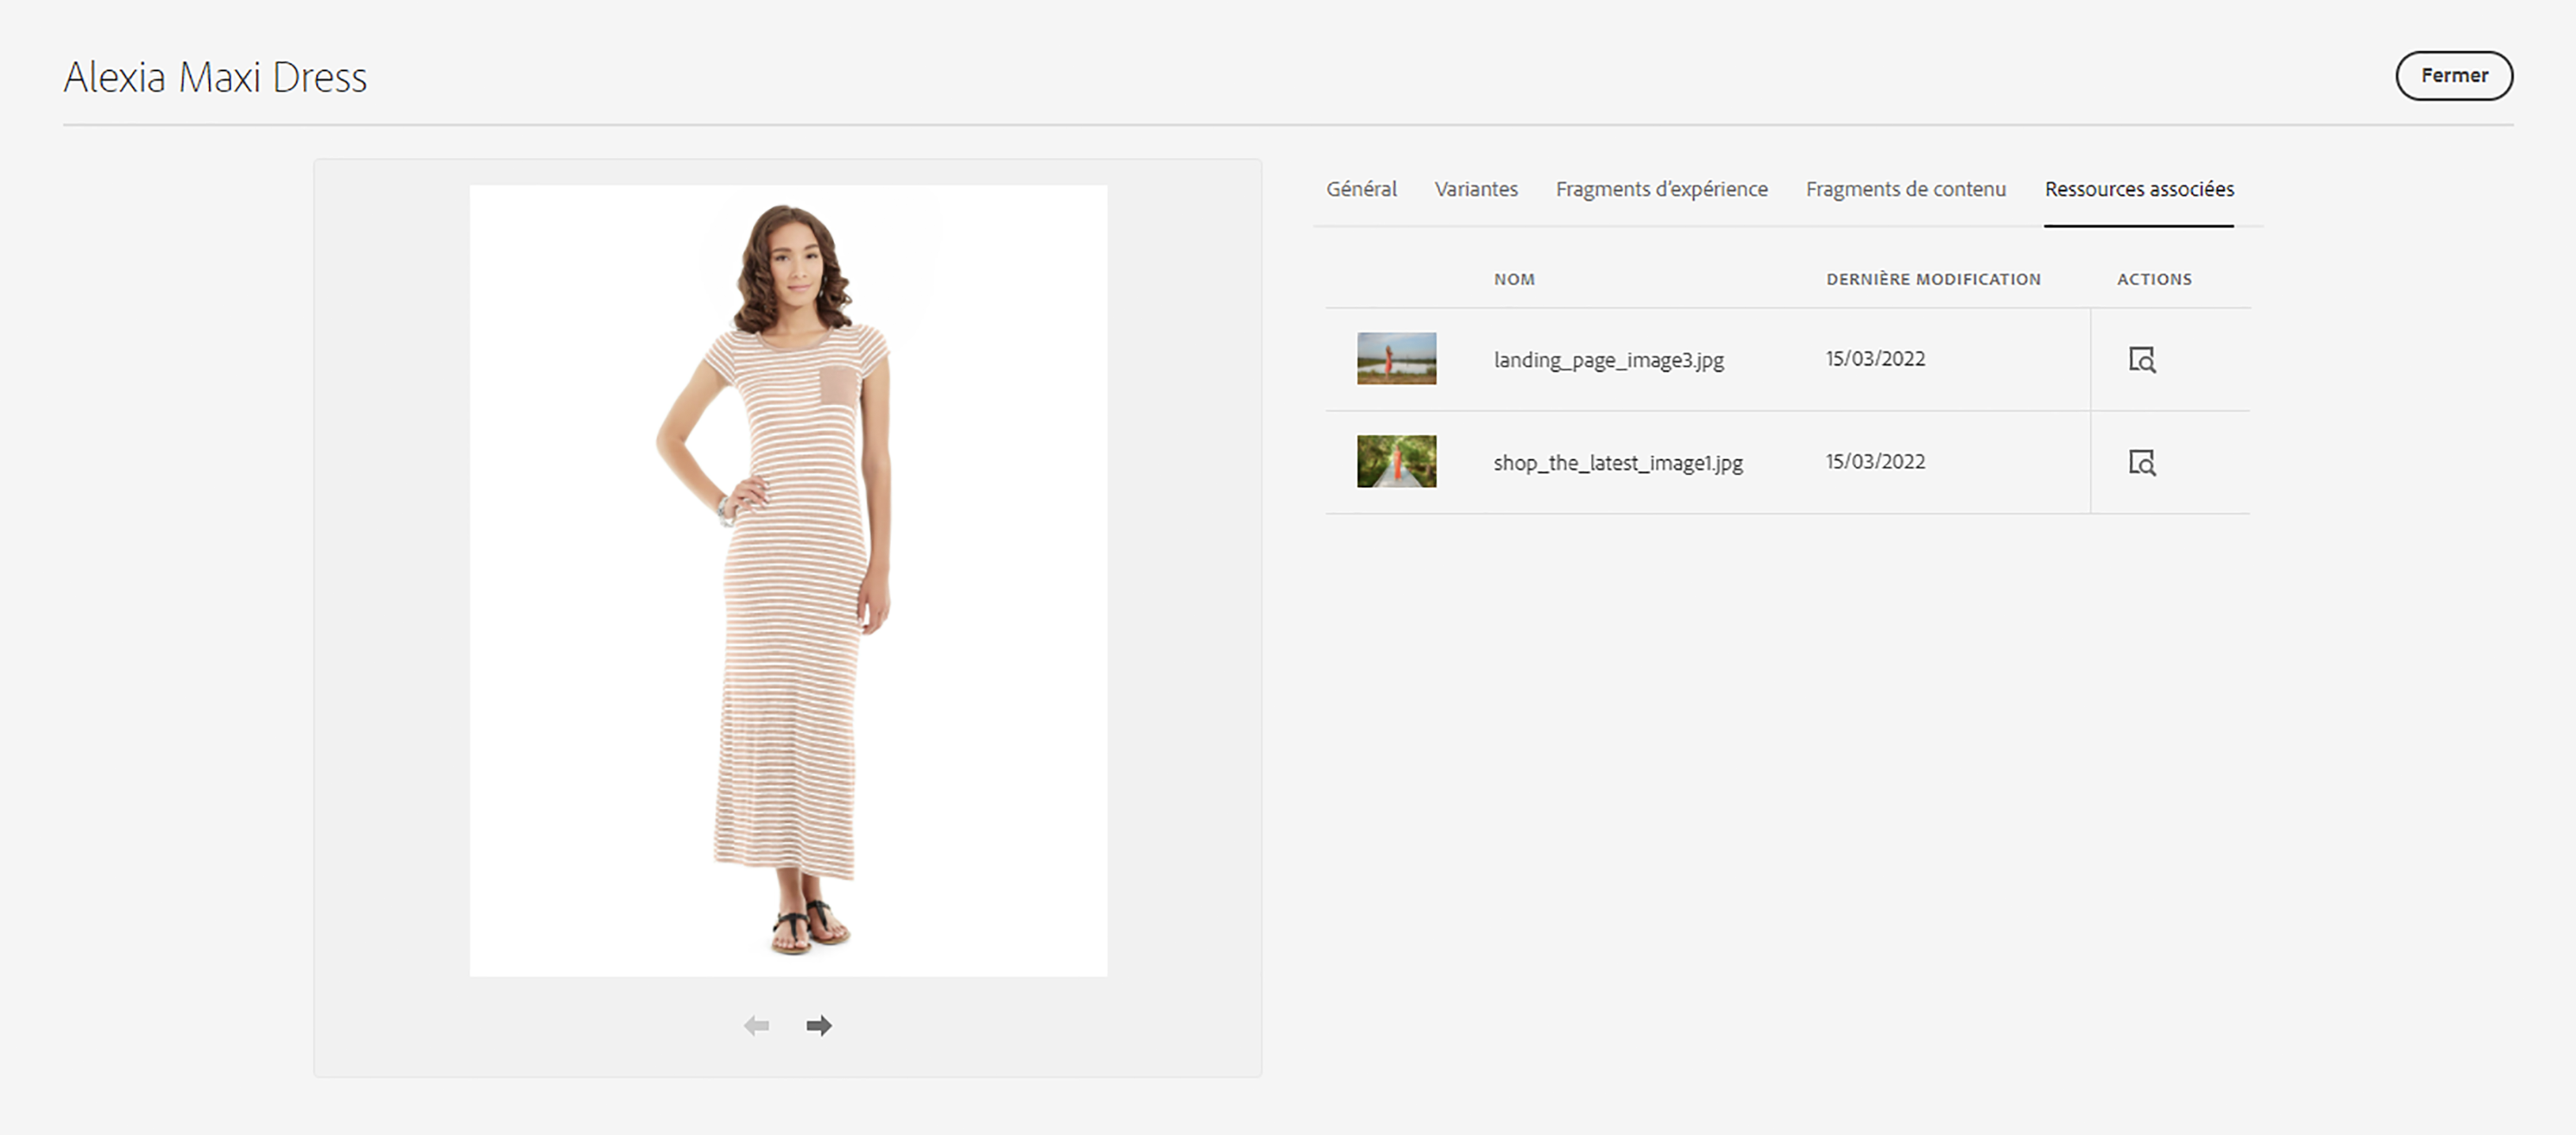 Alexia Maxi Dress
Fermer
Général Variantes Fragments d'expérience Fragments de contenu Ressources associées
NOM DERNIÈRE MODIFICATION ACTIONS
landing_page_image3.jpg 15/03/2022
shop_the_latest_image1.jpg 15/03/2022